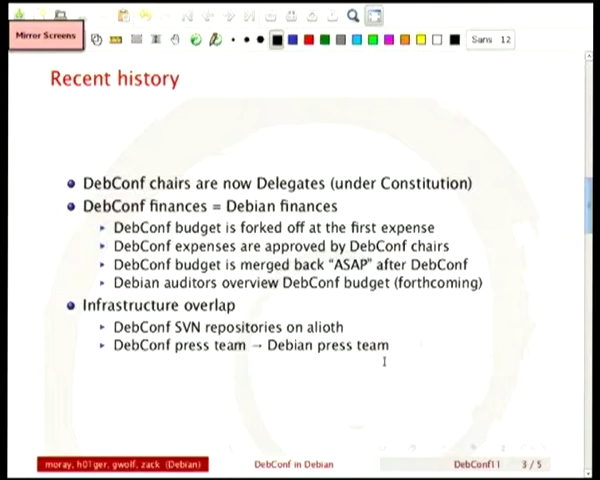 Mirror Screens
Sans 12
Recent history
DebConf chairs are now Delegates (under Constitution)
DebConf finances = Debian finances
DebConf budget is forked off at the first expense
DebConf expenses are approved by DebConf chairs
DebConf budget is merged back "ASAP" after DebConf
Debian auditors overview DebConf budget (forthcoming)
Infrastructure overlap
DebConf SVN repositories on alioth
DebConf press team → Debian press team
moray, h01ger, gwolf, zack (Debian) DebConf in Debian DebConf11 3 / 5